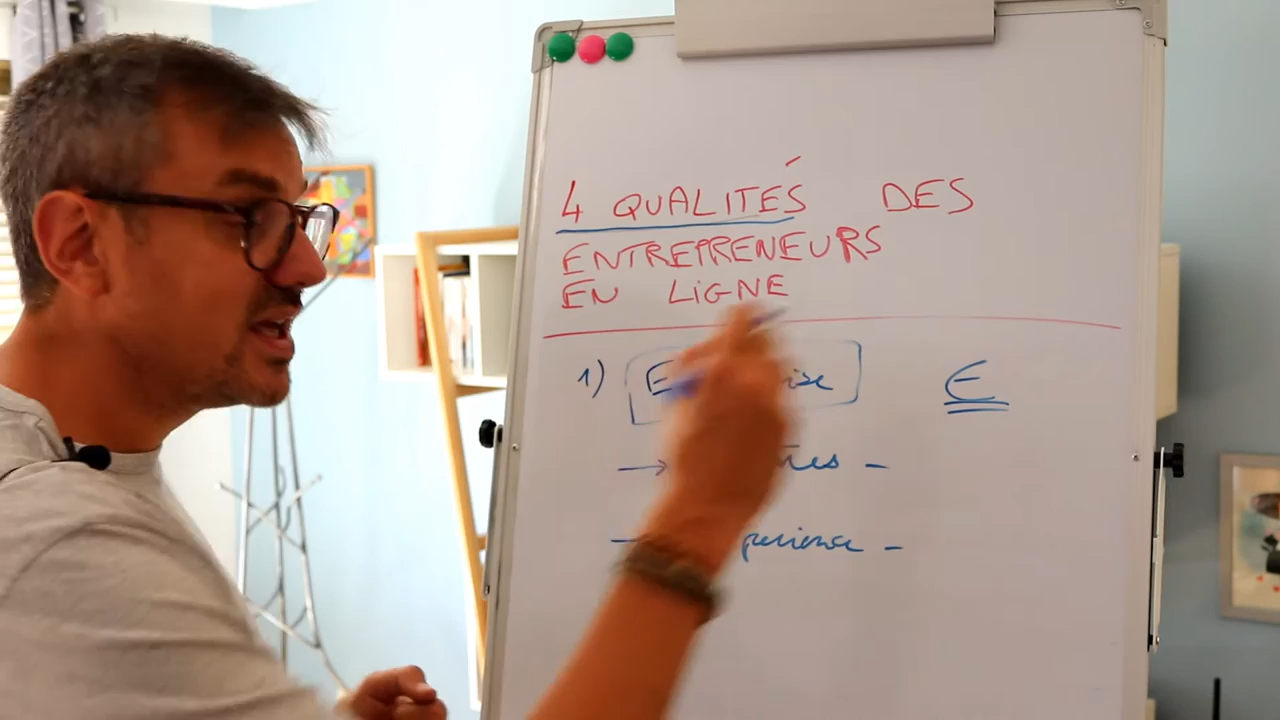 4 QUALITÉS DES
ENTREPRENEURS
EN LIGNE
1) E
E